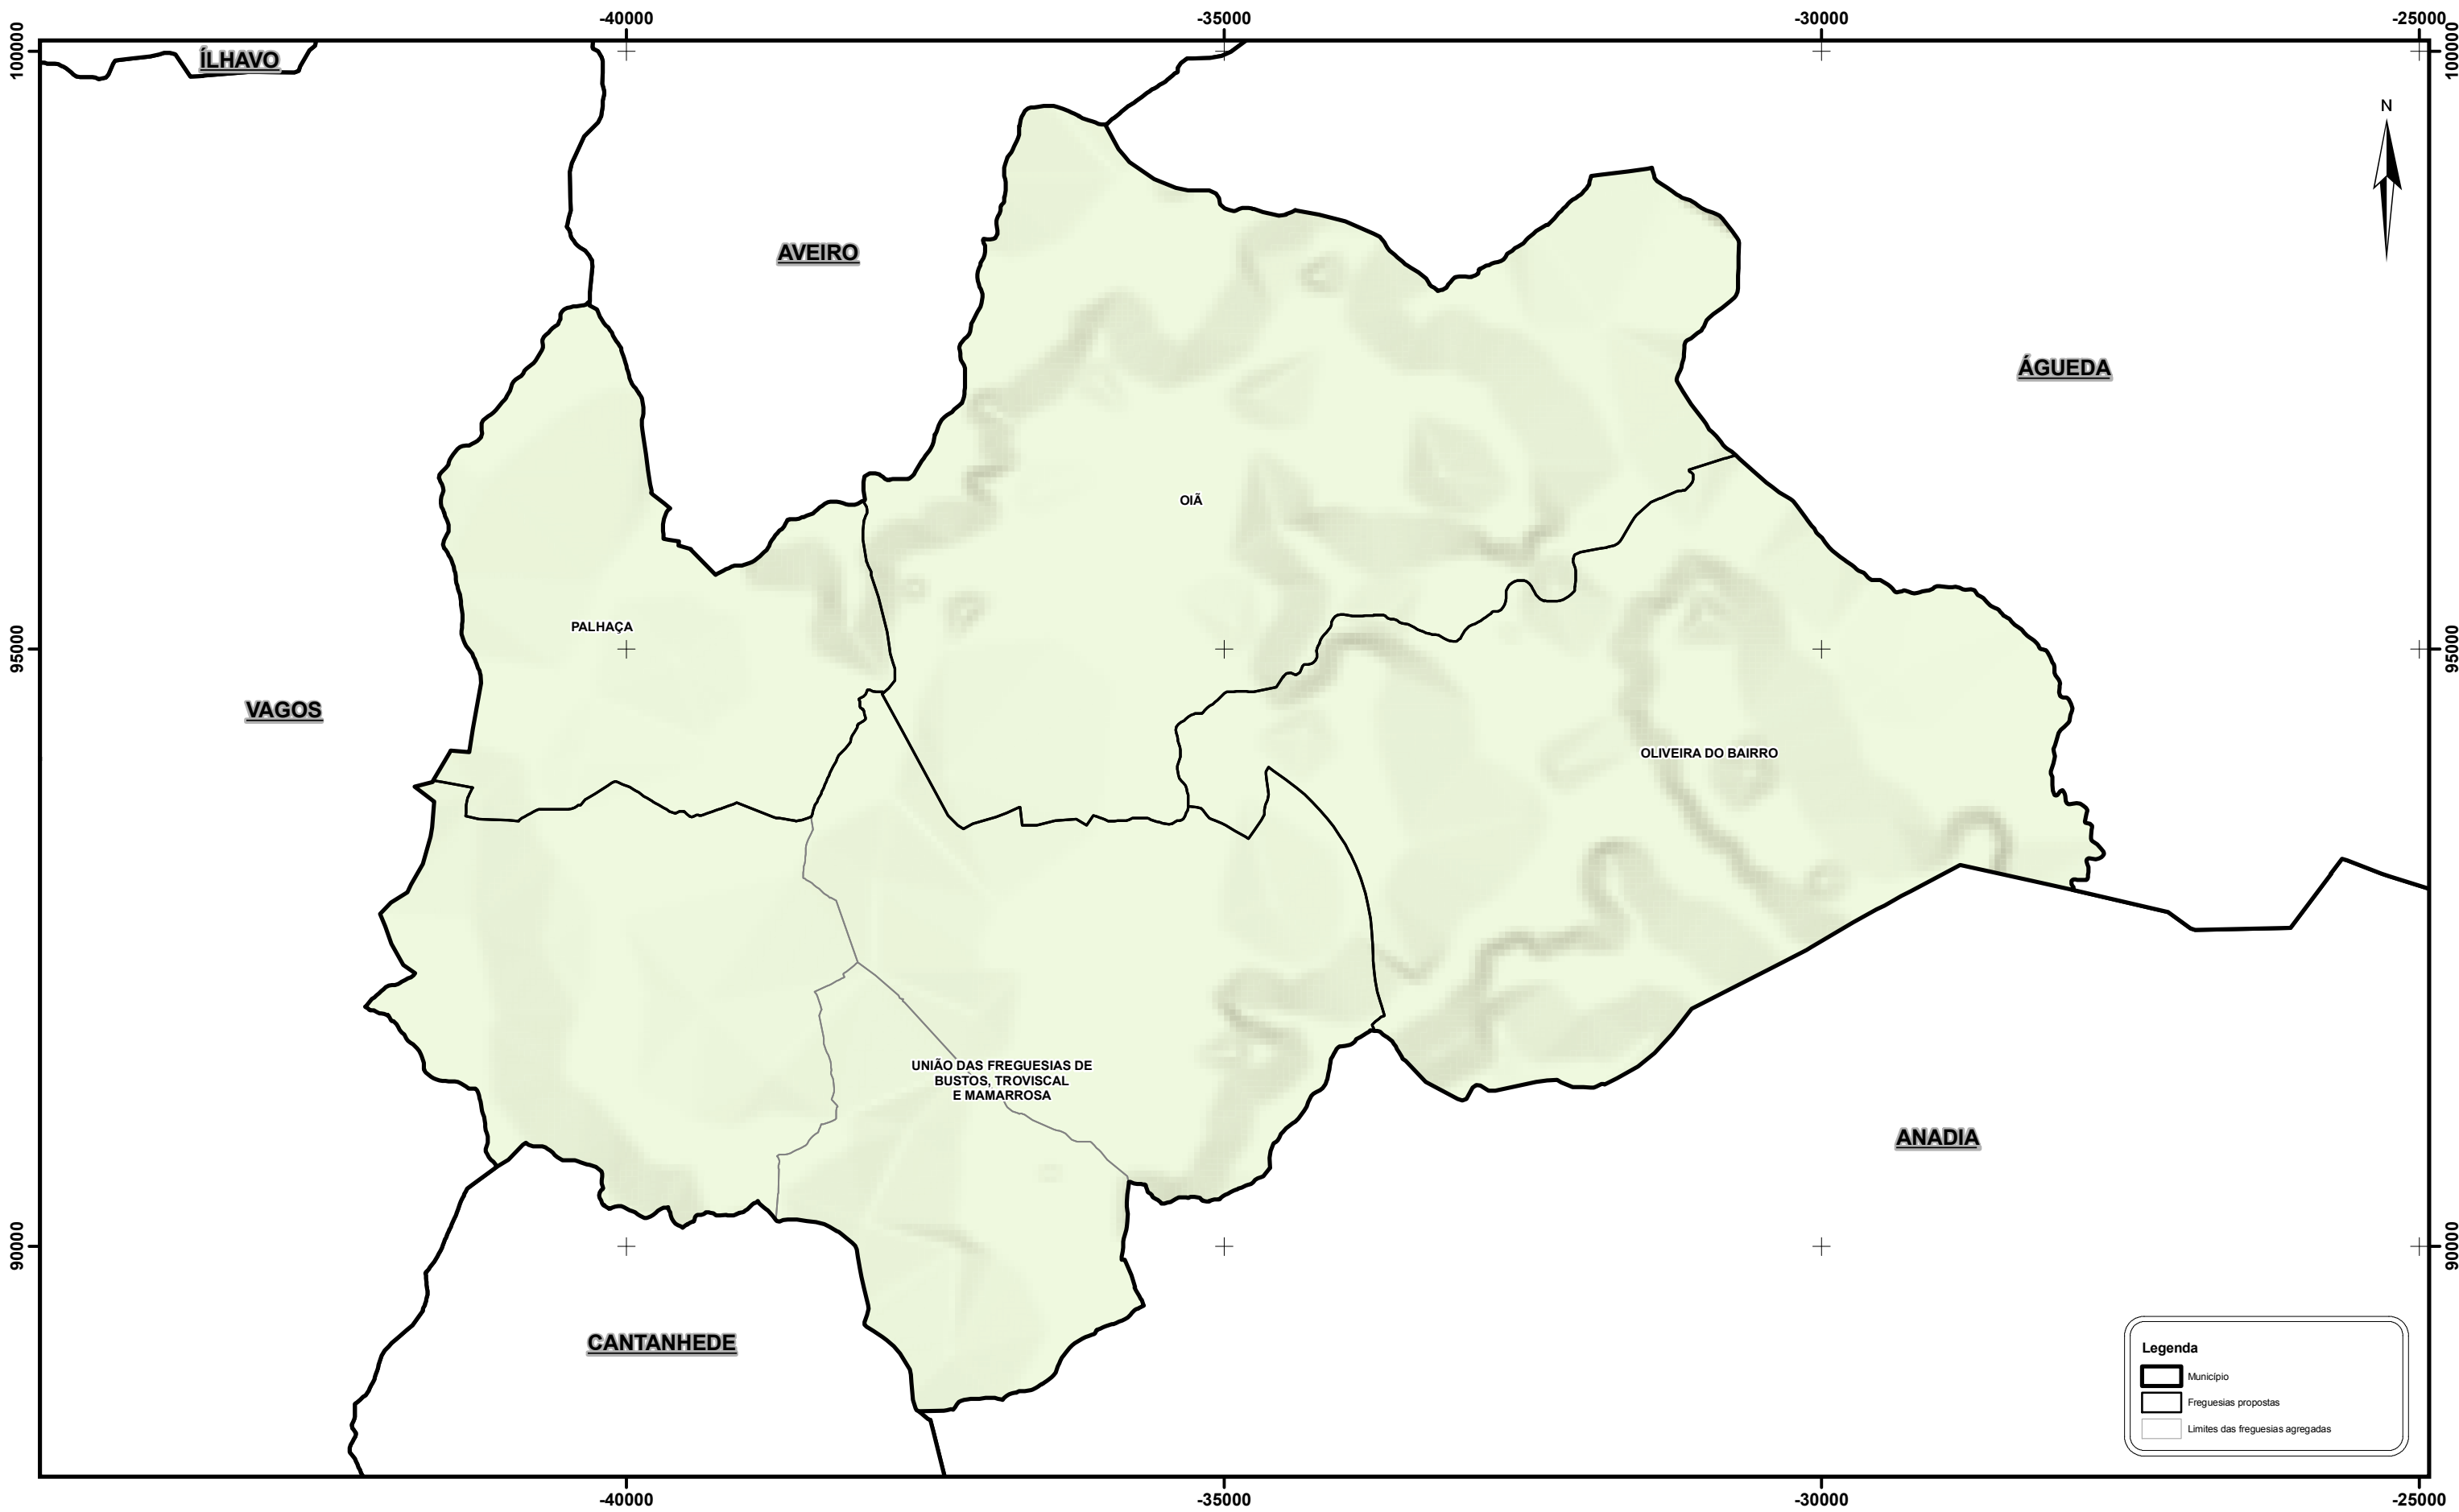 -40000
-35000
-30000
-25000
100000
100000
ÍLHAVO
N
AVEIRO
ÁGUEDA
OIÃ
PALHAÇA
95000
95000
VAGOS
OLIVEIRA DO BAIRRO
UNIÃO DAS FREGUESIAS DE
BUSTOS, TROVISCAL
E MAMARROSA
ANADIA
90000
90000
CANTANHEDE
Legenda
Município
Freguesias propostas
Limites das freguesias agregadas
-40000
-35000
-30000
-25000